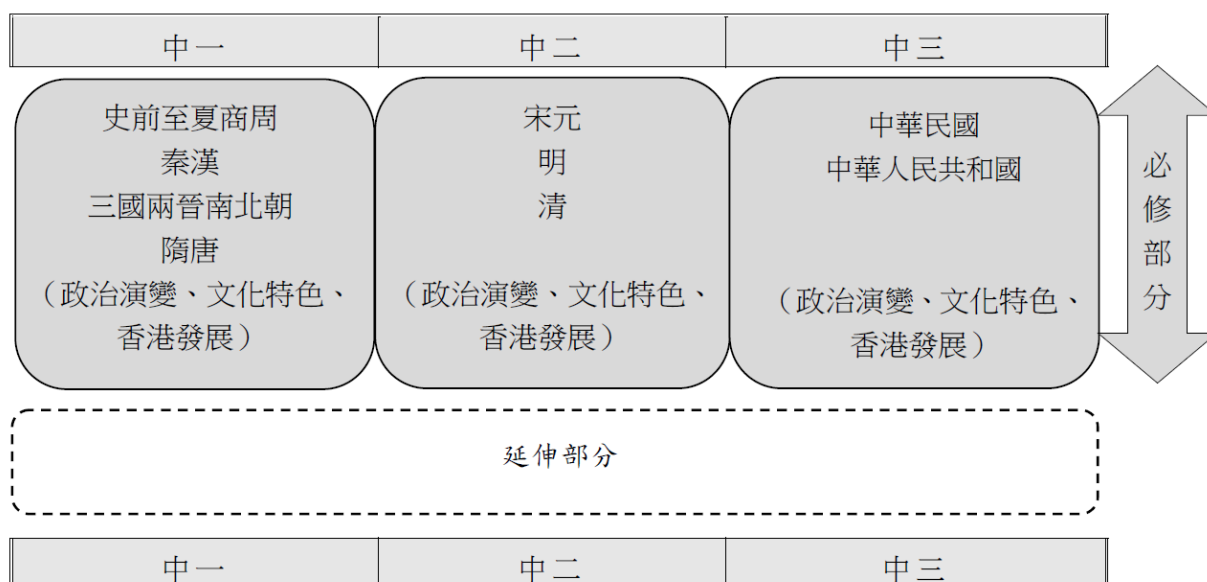 中一
中二
中三
史前至夏商周
秦漢
三國兩晉南北朝
隋唐
（政治演變、文化特色、
香港發展）
宋元
明
清
（政治演變、文化特色、
香港發展）
中華民國
中華人民共和國
（政治演變、文化特色、
香港發展）
必修部分
延伸部分
中一
中二
中三